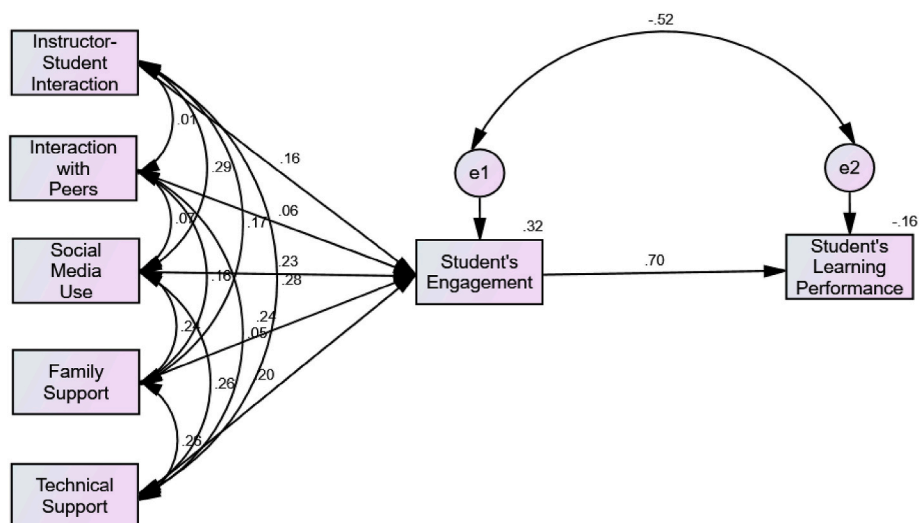 -.52
Instructor-
Student
Interaction
.01
Interaction
with
Peers
.16
.29
e1
e2
.06
.07
.17
.32
-.16
Social
Media
Use
.23
.28
.16
Student's
Engagement
.70
Student's
Learning
Performance
.24
.24
.05
Family
Support
.26
.20
.26
Technical
Support